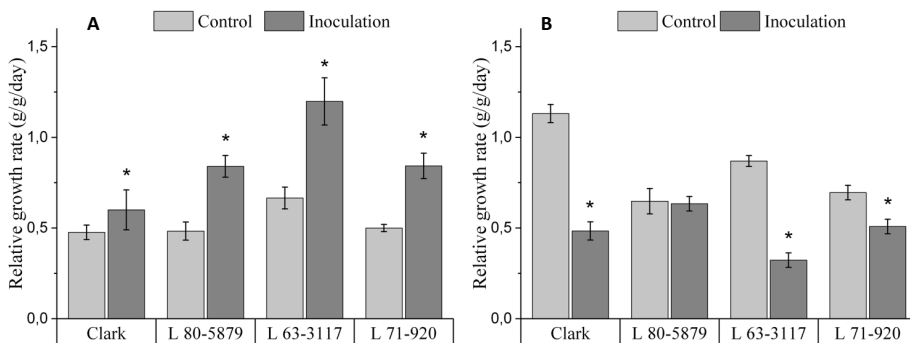 A
Control
Inoculation
Relative growth rate (g/g/day)
1,5
1,0
0,5
0,0
*
*
*
*
Clark
L 80-5879
L 63-3117
L 71-920
B
Control
Inoculation
Relative growth rate (g/g/day)
1,5
1,0
0,5
0,0
*
*
*
Clark
L 80-5879
L 63-3117
L 71-920